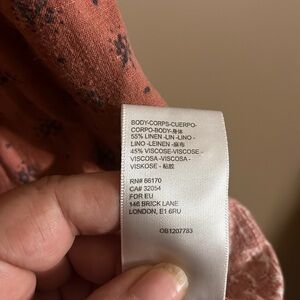 BODY-CORPS-CUERPO-
CORPO-BODY-身体
55% LINEN -LIN -LINO -
LINO -LEINEN -麻布
45% VISCOSE-VISCOSE -
VISCOSA-VISCOSA -
VISKOSE - 粘胶
RN# 66170
CA# 32054
FOR EU
146 BRICK LANE
LONDON, E1 6RU
OB1207783